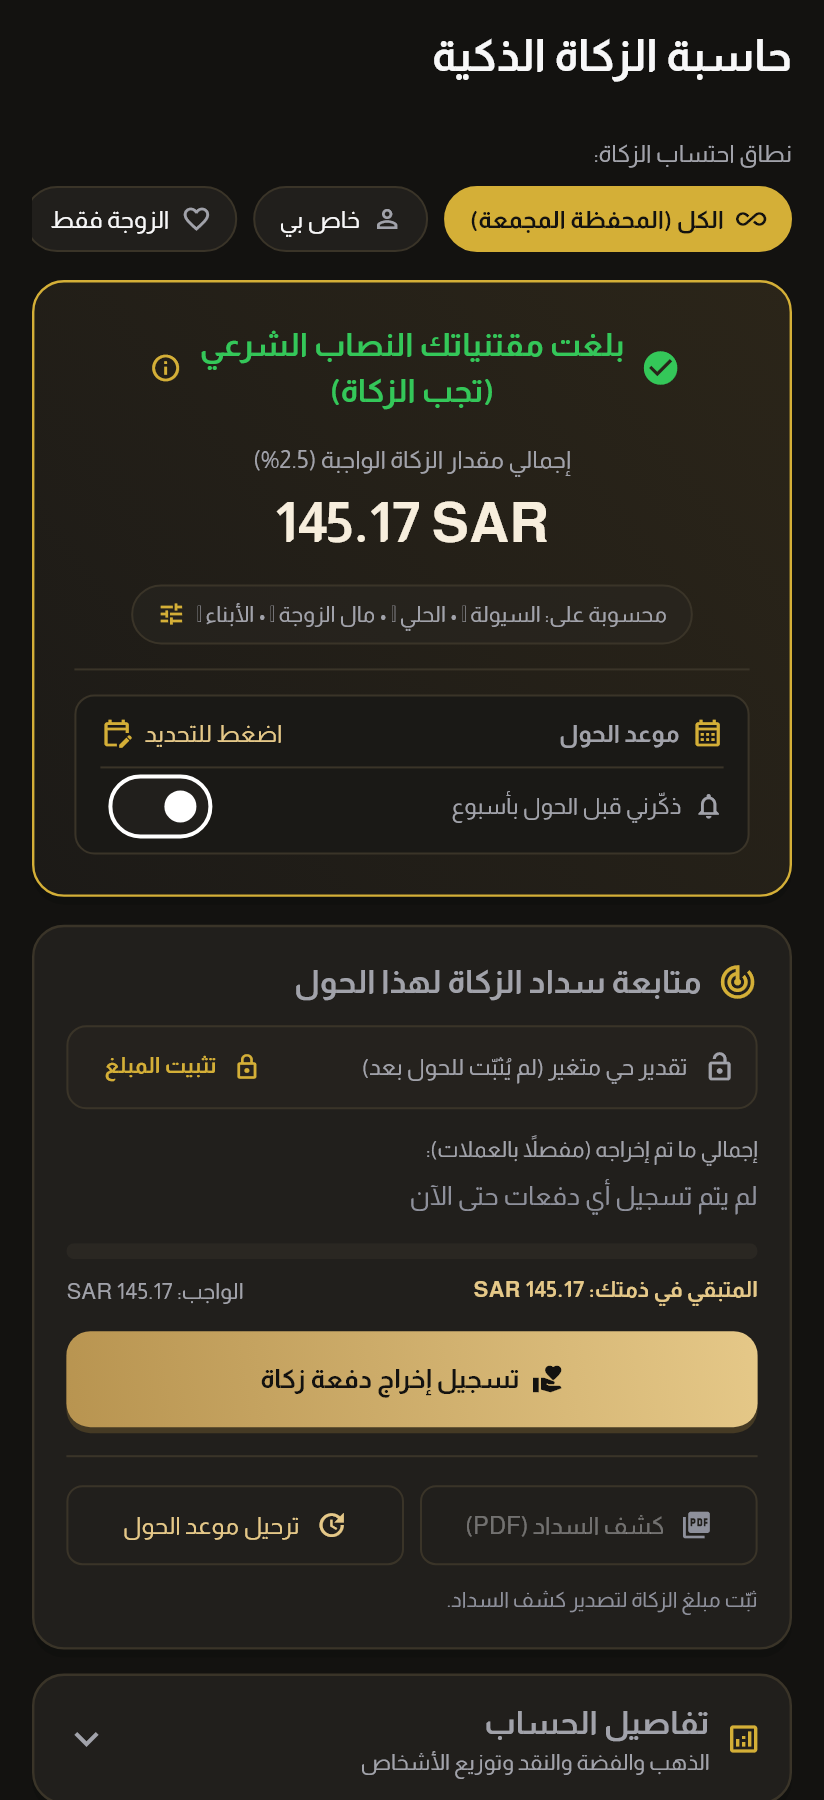 حاسبة الزكاة الذكية
نطاق احتساب الزكاة:
الكل (المحفظة المجمعة)
خاص بي
الزوجة فقط
بلغت مقتنياتك النصاب الشرعي
(تجب الزكاة)
إجمالي مقدار الزكاة الواجبة (2.5%)
145.17 SAR
محسوبة على: السيولة • الحلي • مال الزوجة • الأبناء
موعد الحول
اضغط للتحديد
ذكّرني قبل الحول بأسبوع
متابعة سداد الزكاة لهذا الحول
تقدير حي متغير (لم يُثبّت للحول بعد)
تثبيت المبلغ
إجمالي ما تم إخراجه (مفصلًا بالعملات):
لم يتم تسجيل أي دفعات حتى الآن
المتبقي في ذمتك: 145.17 SAR
الواجب: 145.17 SAR
تسجيل إخراج دفعة زكاة
كشف السداد (PDF)
ترحيل موعد الحول
ثبّت مبلغ الزكاة لتصدير كشف السداد.
تفاصيل الحساب
الذهب والفضة والنقد وتوزيع الأشخاص